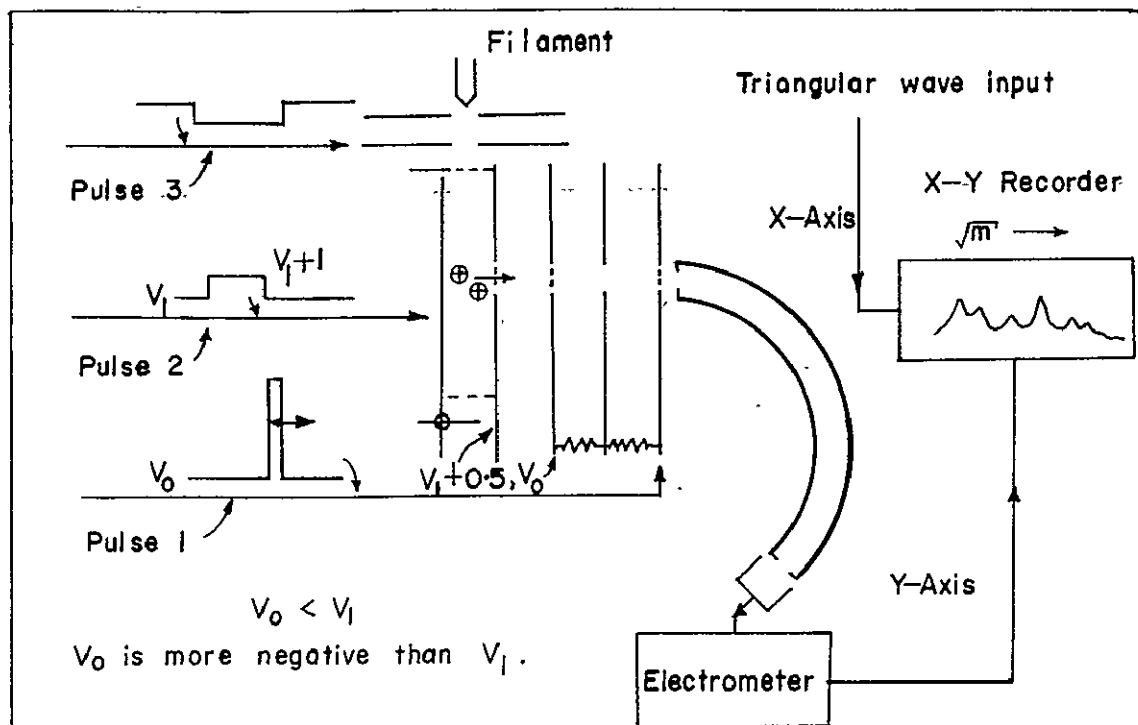 Filament
Triangular wave input
Pulse 3
X-Axis
X-Y Recorder
√m
V₁
V₁+1
Pulse 2
V₀
V₁+0.5, V₀
Pulse 1
V₀ < V₁
V₀ is more negative than V₁.
Y-Axis
Electrometer